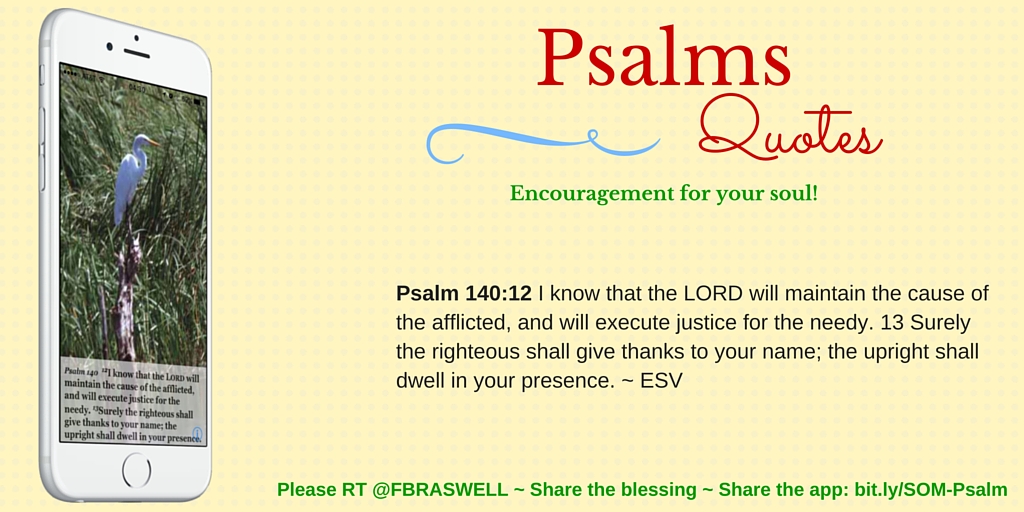 Psalms
Quotes
Encouragement for your soul!
Psalm 140:12 I know that the LORD will maintain the cause of
the afflicted, and will execute justice for the needy. 13 Surely
the righteous shall give thanks to your name; the upright shall
dwell in your presence. ~ ESV
Psalm 140 ¹²I know that the LORD will
maintain the cause of the afflicted,
and will execute justice for the
needy. ¹³Surely the righteous shall
give thanks to your name; the
upright shall dwell in your presence.
Please RT @FBRASWELL ~ Share the blessing ~ Share the app: bit.ly/SOM-Psalm